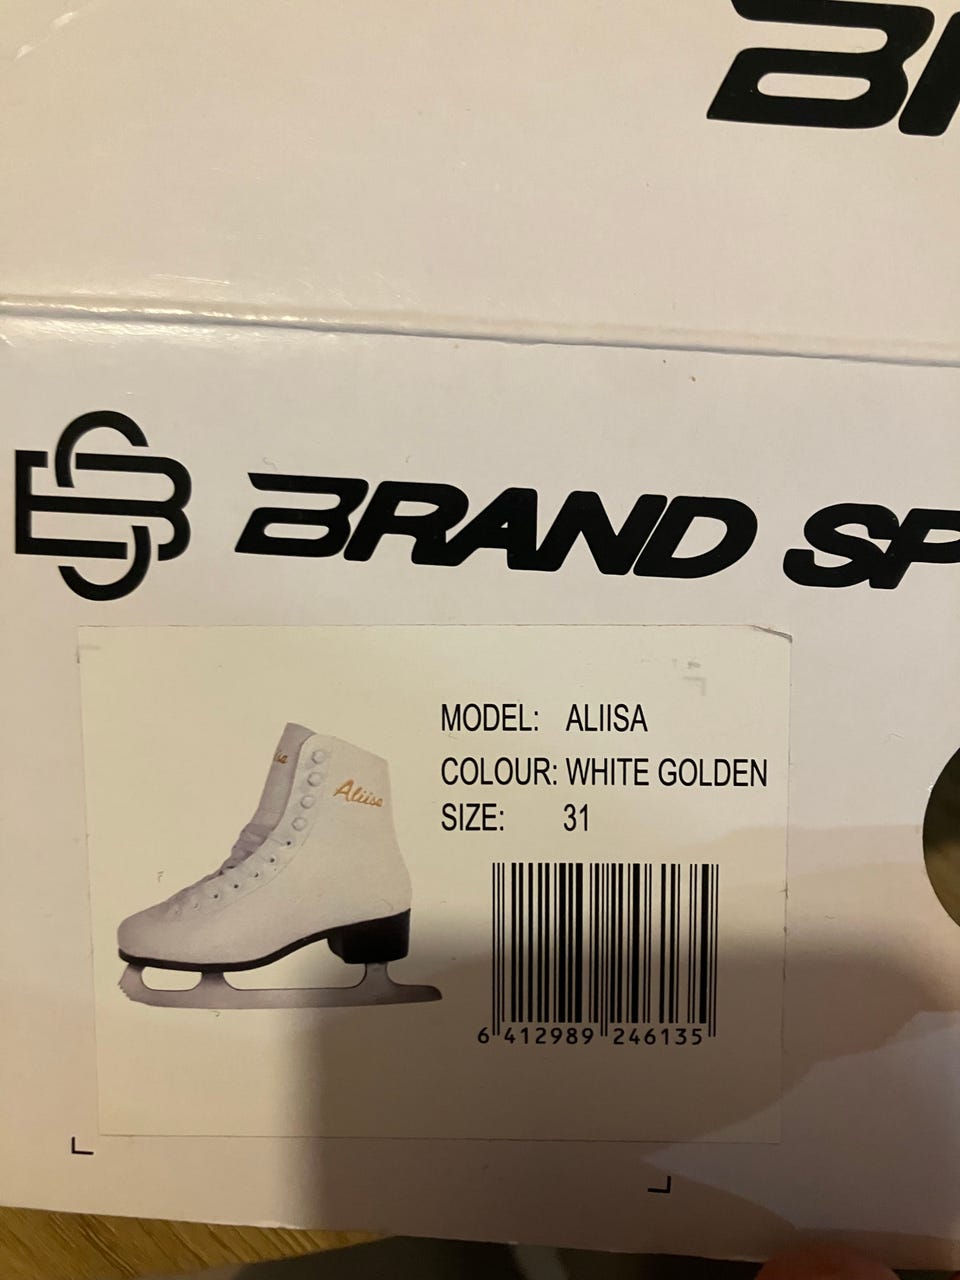 BRAND SP
MODEL: ALIISA
COLOUR: WHITE GOLDEN
SIZE: 31
Aliisa
6 412989 246135